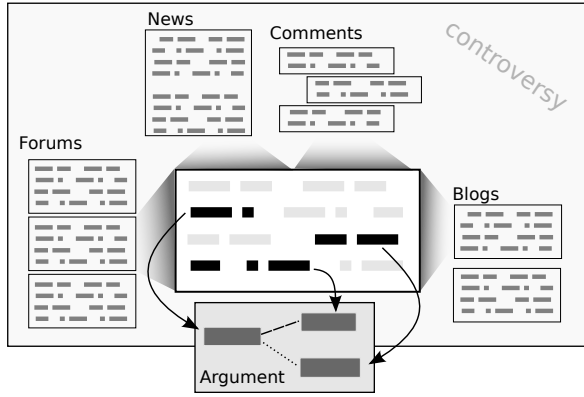 News
Comments
controversy
Forums
Blogs
Argument